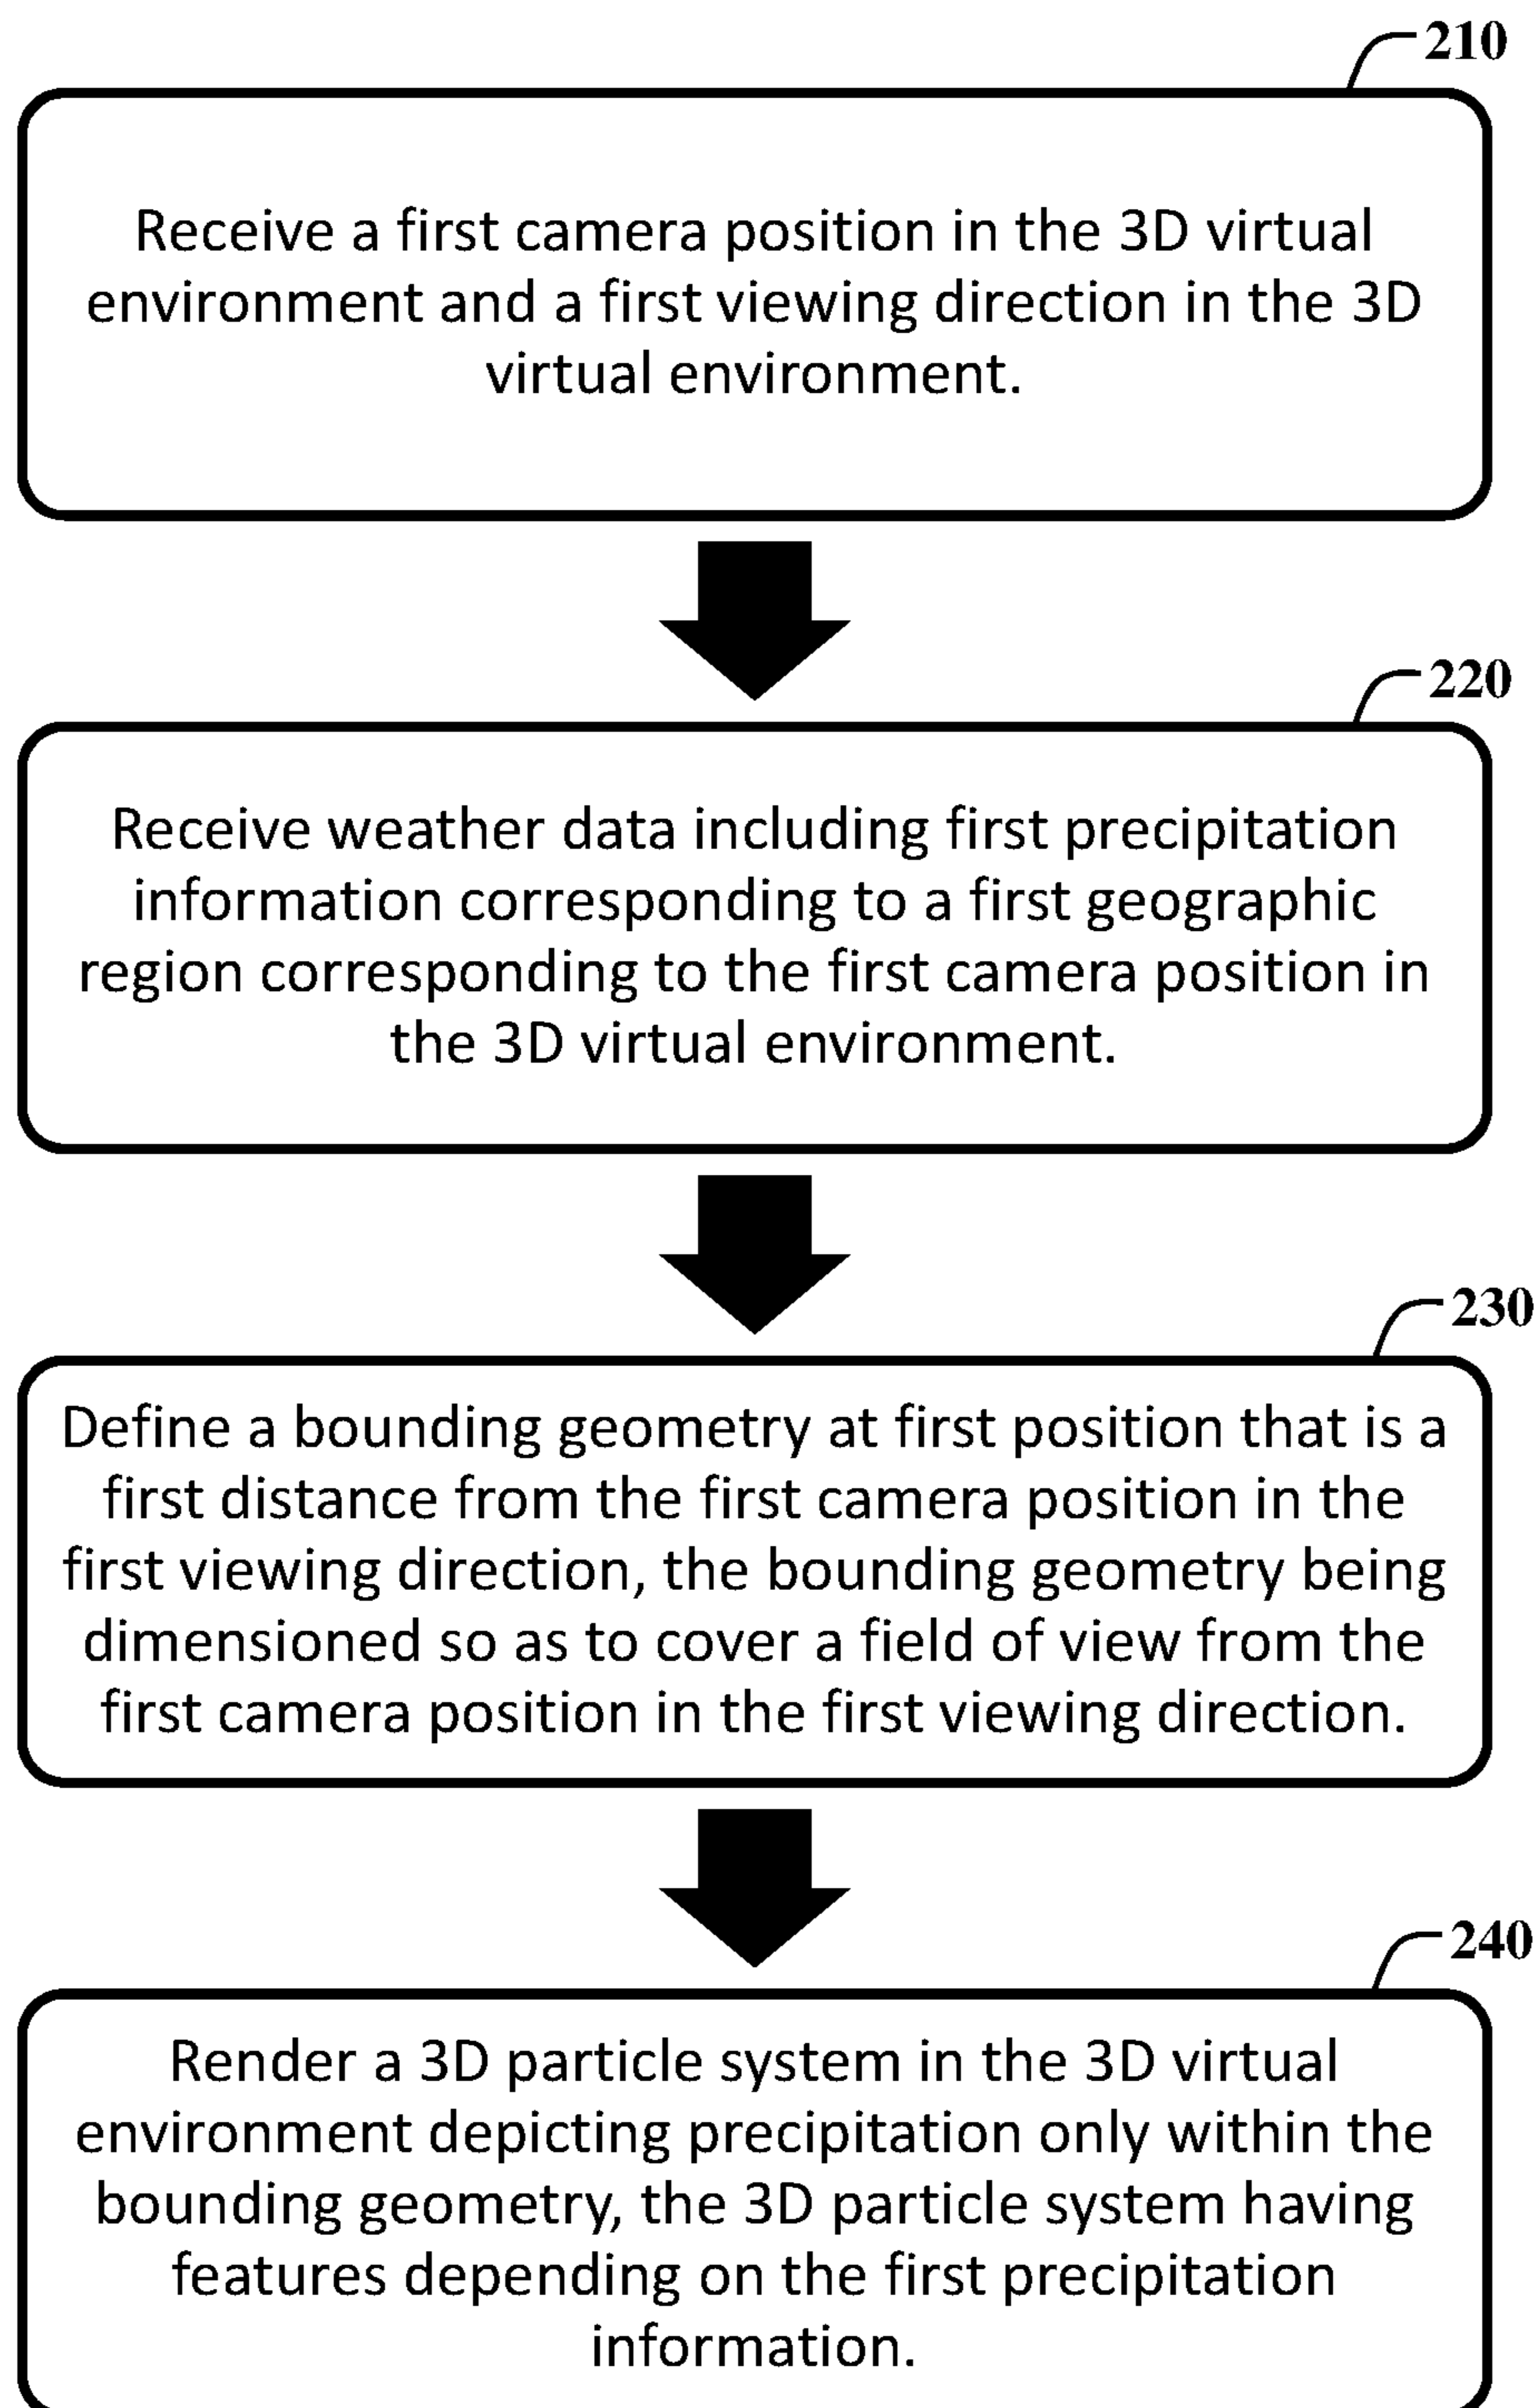 210
Receive a first camera position in the 3D virtual
environment and a first viewing direction in the 3D
virtual environment.
220
Receive weather data including first precipitation
information corresponding to a first geographic
region corresponding to the first camera position in
the 3D virtual environment.
230
Define a bounding geometry at first position that is a
first distance from the first camera position in the
first viewing direction, the bounding geometry being
dimensioned so as to cover a field of view from the
first camera position in the first viewing direction.
240
Render a 3D particle system in the 3D virtual
environment depicting precipitation only within the
bounding geometry, the 3D particle system having
features depending on the first precipitation
information.